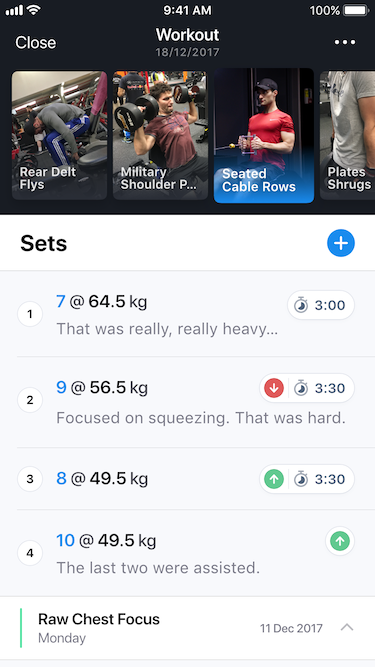 9:41 AM
100%
Close
Workout
18/12/2017
Rear Delt
Flys
Military
Shoulder P...
Seated
Cable Rows
Plates
Shrugs
Sets
1
7 @ 64.5 kg
3:00
That was really, really heavy...
2
9 @ 56.5 kg
3:30
Focused on squeezing. That was hard.
3
8 @ 49.5 kg
3:30
4
10 @ 49.5 kg
The last two were assisted.
Raw Chest Focus
Monday
11 Dec 2017